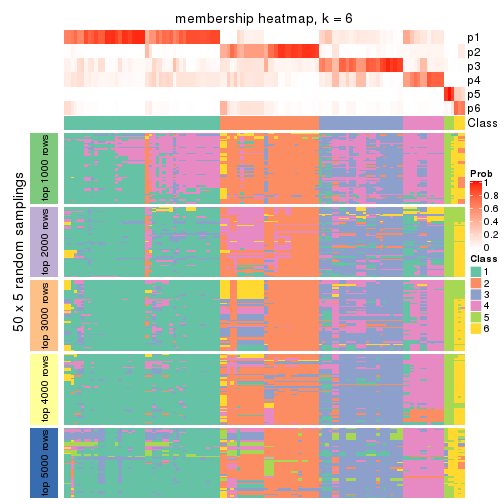 membership heatmap, k = 6
p1
p2
p3
p4
p5
p6
Class
50 x 5 random samplings
top 1000 rows
top 2000 rows
top 3000 rows
top 4000 rows
top 5000 rows
Prob
1
0.8
0.6
0.4
0.2
0
Class
1
2
3
4
5
6